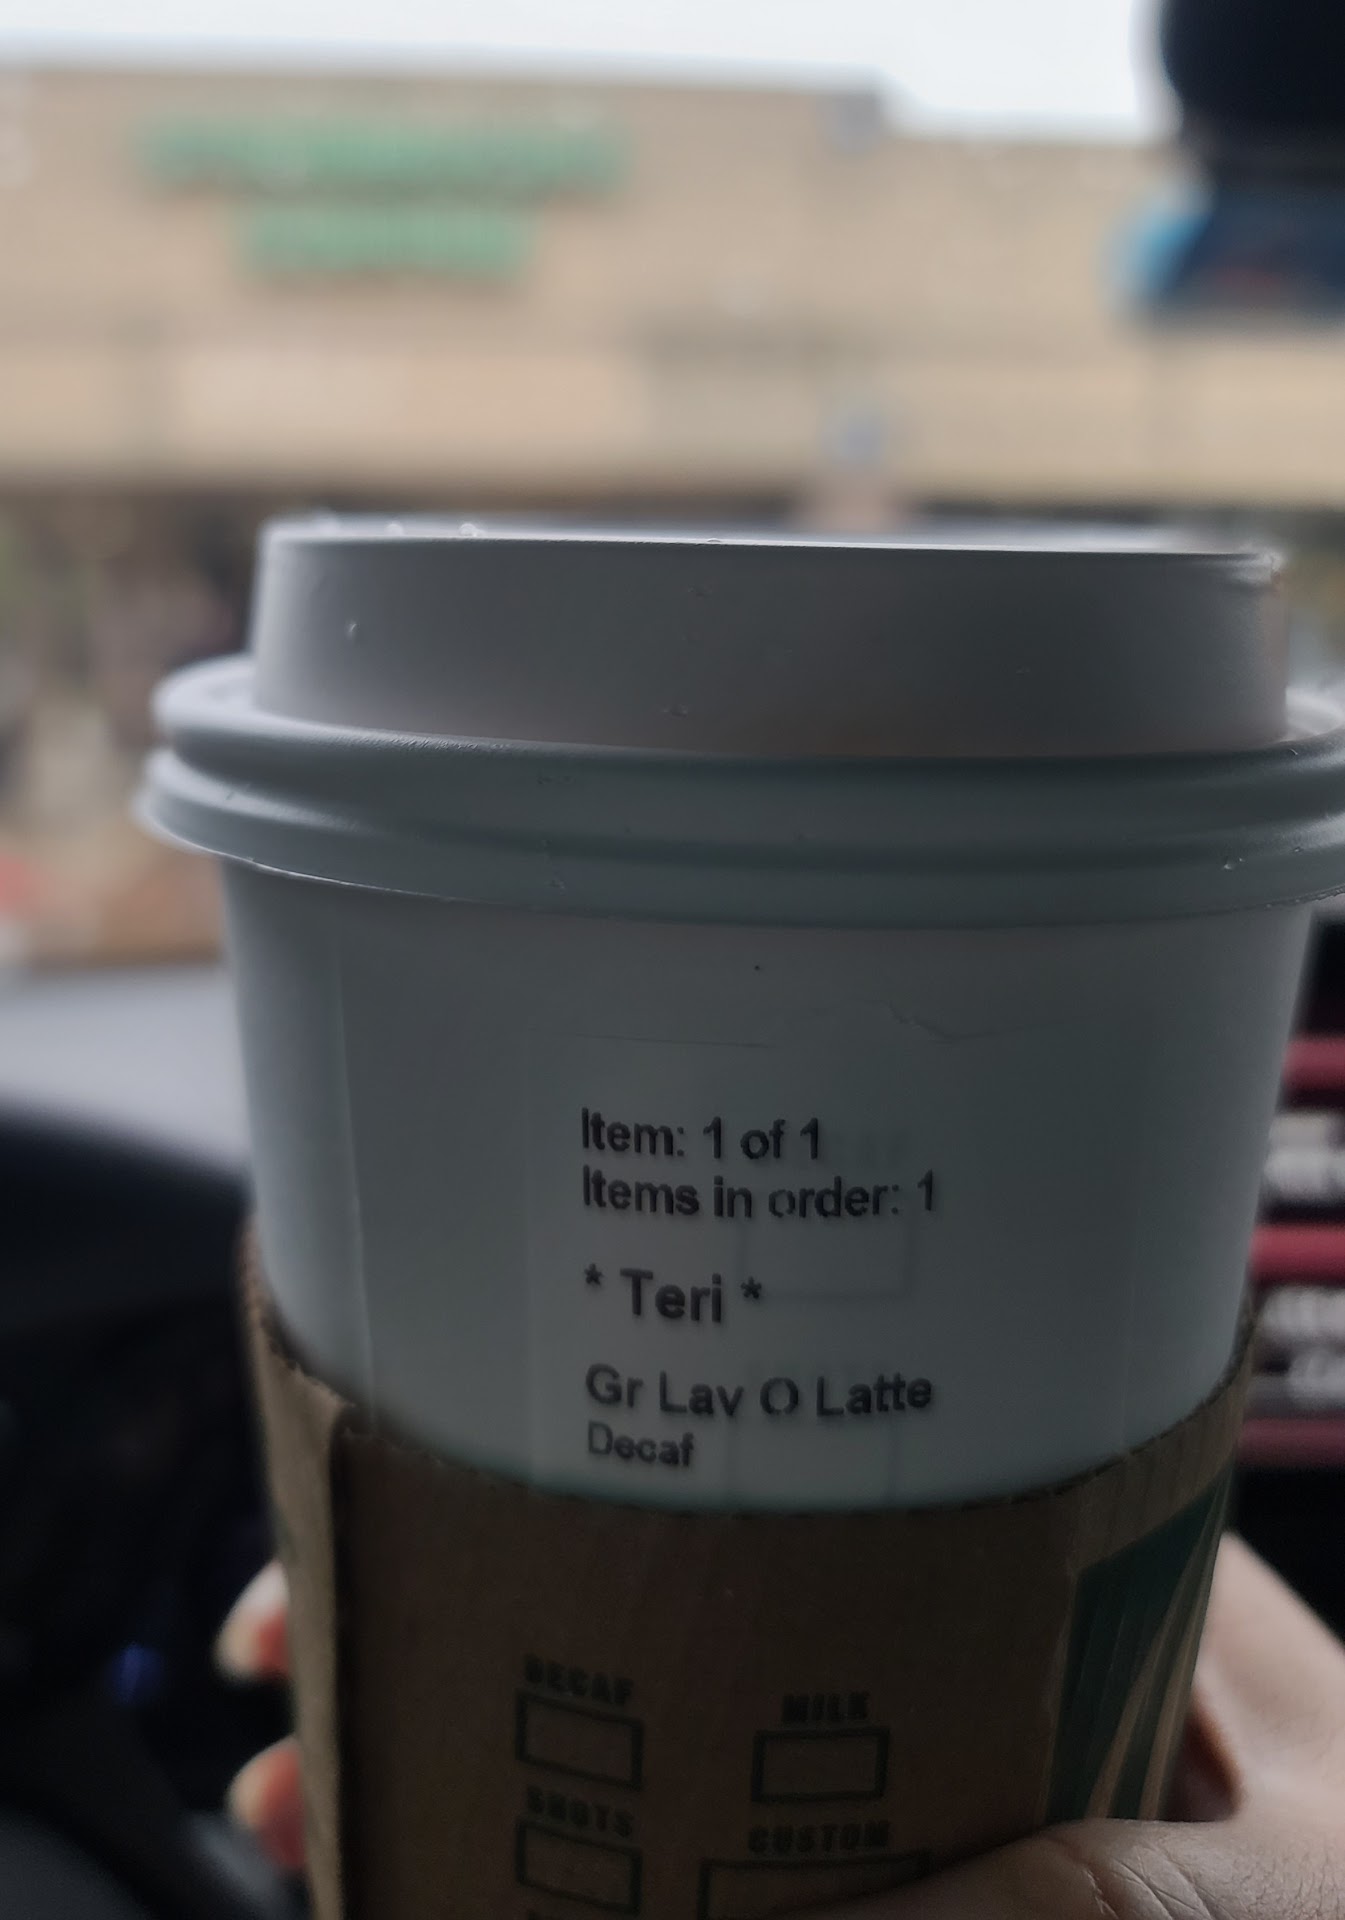 Item: 1 of 1
Items in order: 1
* Teri *
Gr Lav O Latte
Decaf
DECAF
MILK
SHOTS
CUSTOM